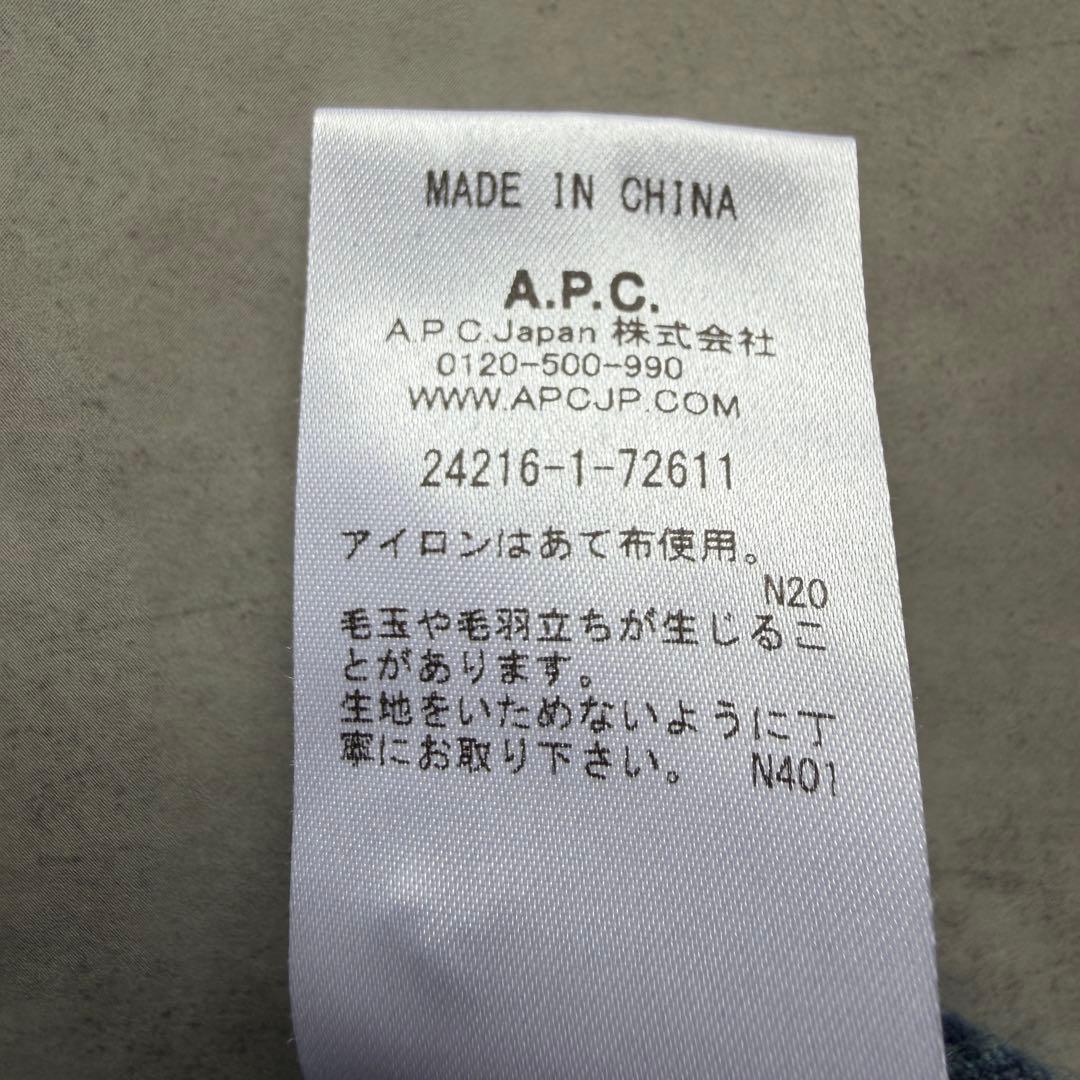 MADE IN CHINA
A.P.C.
A.P.C.Japan 株式会社
0120-500-990
WWW.APCJP.COM
24216-1-72611
アイロンはあて布使用。
N20
毛玉や毛羽立ちが生じるこ
とがあります。
生地をいためないように丁
寧にお取り下さい。 N401